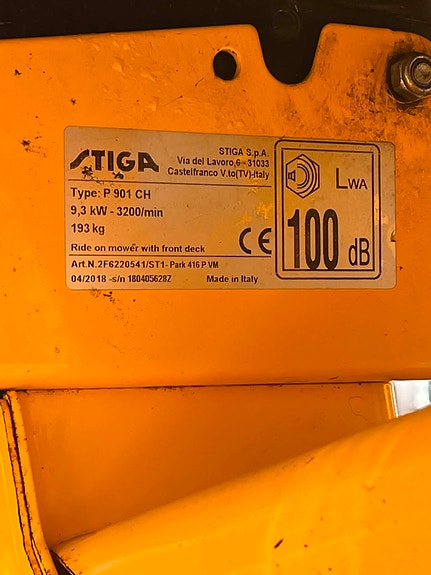 STIGA
STIGA S.p.A.
Via del Lavoro,6 - 31033
Castelfranco V.to(TV)-Italy
Type: P 901 CH
9,3 kW - 3200/min
193 kg
Ride on mower with front deck
CE
Art.N.2F6220541/ST1- Park 416 P VM
04/2018 -s/n 180405628Z
Made in Italy
LWA
100 dB